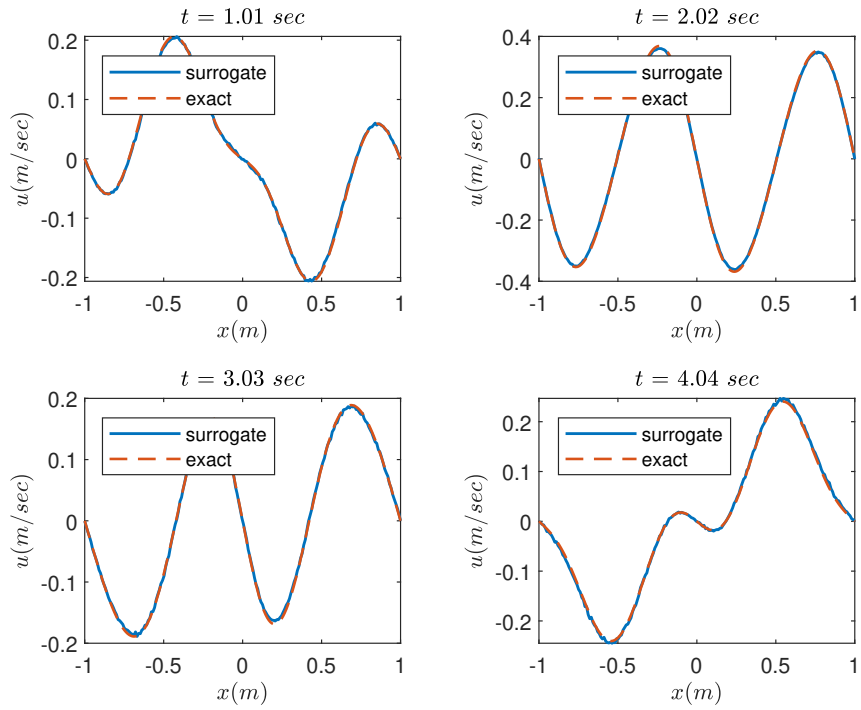 t = 1.01 sec
0.2
0.1
0
-0.1
-0.2
u(m/sec)
surrogate
exact
-1
-0.5
0
0.5
1
x(m)
t = 2.02 sec
0.4
0.2
0
-0.2
-0.4
u(m/sec)
surrogate
exact
-1
-0.5
0
0.5
1
x(m)
t = 3.03 sec
0.2
0.1
0
-0.1
-0.2
u(m/sec)
surrogate
exact
-1
-0.5
0
0.5
1
x(m)
t = 4.04 sec
0.2
0.1
0
-0.1
-0.2
u(m/sec)
surrogate
exact
-1
-0.5
0
0.5
1
x(m)